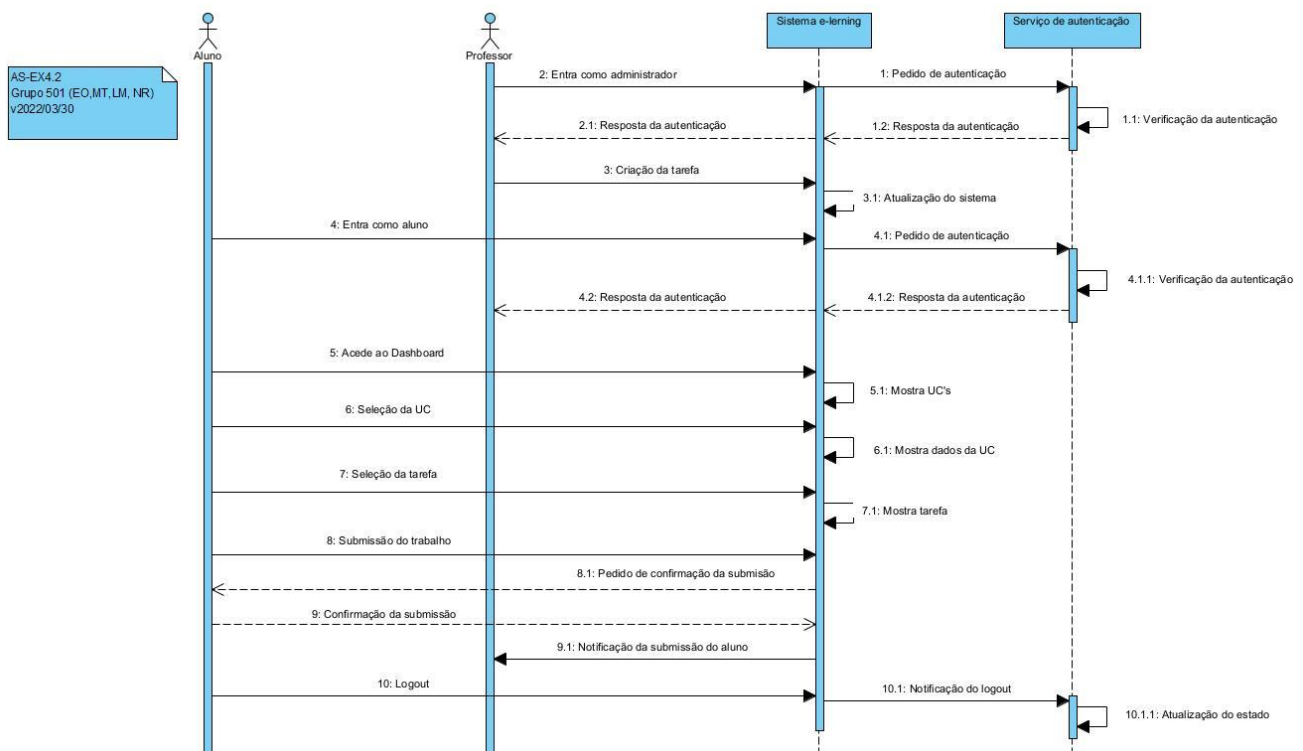 Sistema e-lerning
Serviço de autenticação
Aluno
Professor
AS-EX4.2
Grupo 501 (EO,MT,LM, NR)
v2022/03/30
2: Entra como administrador
1: Pedido de autenticação
1.1: Verificação da autenticação
2.1: Resposta da autenticação
1.2: Resposta da autenticação
3: Criação da tarefa
3.1: Atualização do sistema
4: Entra como aluno
4.1: Pedido de autenticação
4.1.1: Verificação da autenticação
4.2: Resposta da autenticação
4.1.2: Resposta da autenticação
5: Acede ao Dashboard
5.1: Mostra UC's
6: Seleção da UC
6.1: Mostra dados da UC
7: Seleção da tarefa
7.1: Mostra tarefa
8: Submissão do trabalho
8.1: Pedido de confirmação da submisão
9: Confirmação da submissão
9.1: Notificação da submissão do aluno
10: Logout
10.1: Notificação do logout
10.1.1: Atualização do estado